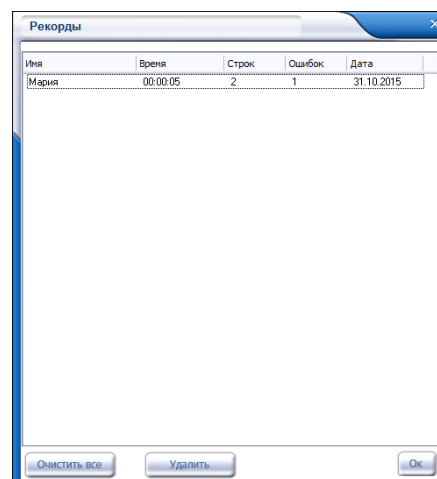 Рекорды
Имя Время Строк Ошибок Дата
Мария 00:00:05 2 1 31.10.2015
Очистить все Удалить Ок